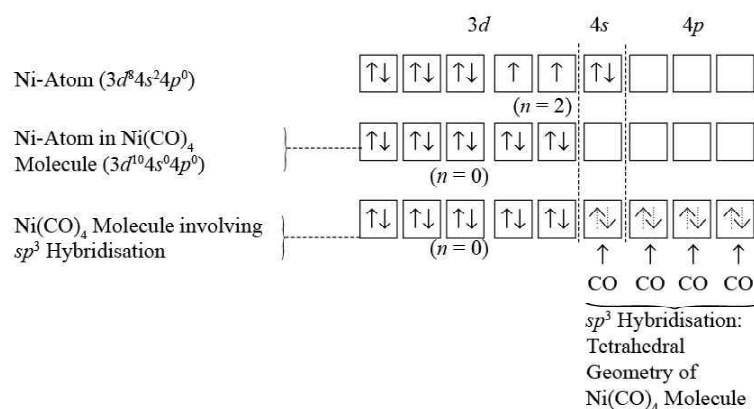 3d 4s 4p
Ni-Atom (3d⁸4s²4p⁰) ↑↓ ↑↓ ↑↓ ↑ ↑ ↑↓
(n = 2)
Ni-Atom in Ni(CO)₄ ↑↓ ↑↓ ↑↓ ↑↓ ↑↓
Molecule (3d¹⁰4s⁰4p⁰)
(n = 0)
Ni(CO)₄ Molecule involving ↑↓ ↑↓ ↑↓ ↑↓ ↑↓ ↑↓ ↑↓ ↑↓ ↑↓
sp³ Hybridisation
(n = 0)
↑ ↑ ↑ ↑
CO CO CO CO
sp³ Hybridisation:
Tetrahedral
Geometry of
Ni(CO)₄ Molecule